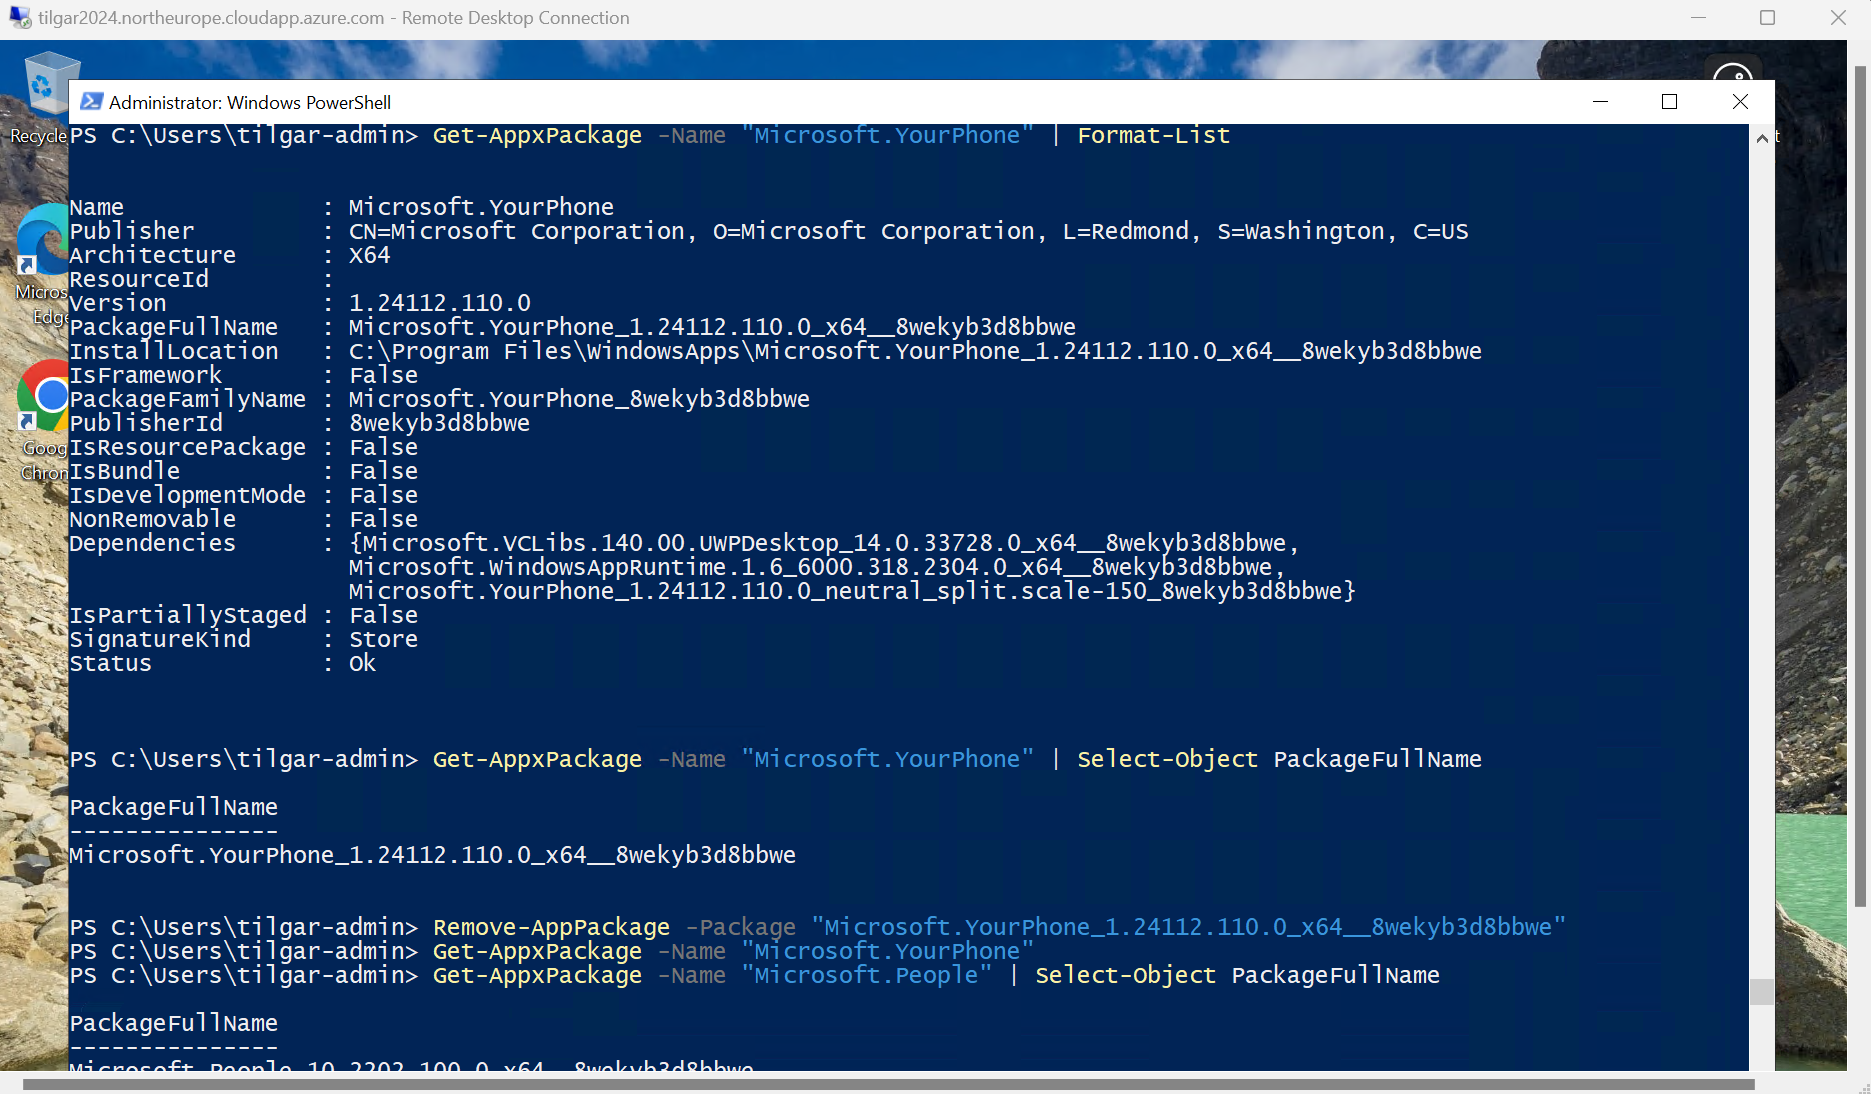 tilgar2024.northeurope.cloudapp.azure.com - Remote Desktop Connection
Administrator: Windows PowerShell
Recycle
Micros
Edge
Goog
Chrom
t
PS C:\Users\tilgar-admin> Get-AppxPackage -Name "Microsoft.YourPhone" | Format-List
Name : Microsoft.YourPhone
Publisher : CN=Microsoft Corporation, O=Microsoft Corporation, L=Redmond, S=Washington, C=US
Architecture : X64
ResourceId :
Version : 1.24112.110.0
PackageFullName : Microsoft.YourPhone_1.24112.110.0_x64__8wekyb3d8bbwe
InstallLocation : C:\Program Files\WindowsApps\Microsoft.YourPhone_1.24112.110.0_x64__8wekyb3d8bbwe
IsFramework : False
PackageFamilyName : Microsoft.YourPhone_8wekyb3d8bbwe
PublisherId : 8wekyb3d8bbwe
IsResourcePackage : False
IsBundle : False
IsDevelopmentMode : False
NonRemovable : False
Dependencies : {Microsoft.VCLibs.140.00.UWPDesktop_14.0.33728.0_x64__8wekyb3d8bbwe,
Microsoft.WindowsAppRuntime.1.6_6000.318.2304.0_x64__8wekyb3d8bbwe,
Microsoft.YourPhone_1.24112.110.0_neutral_split.scale-150_8wekyb3d8bbwe}
IsPartiallyStaged : False
SignatureKind : Store
Status : Ok
PS C:\Users\tilgar-admin> Get-AppxPackage -Name "Microsoft.YourPhone" | Select-Object PackageFullName
PackageFullName
---------------
Microsoft.YourPhone_1.24112.110.0_x64__8wekyb3d8bbwe
PS C:\Users\tilgar-admin> Remove-AppPackage -Package "Microsoft.YourPhone_1.24112.110.0_x64__8wekyb3d8bbwe"
PS C:\Users\tilgar-admin> Get-AppxPackage -Name "Microsoft.YourPhone"
PS C:\Users\tilgar-admin> Get-AppxPackage -Name "Microsoft.People" | Select-Object PackageFullName
PackageFullName
---------------
Microsoft.People_10.2202.100.0_x64__8wekyb3d8bbwe